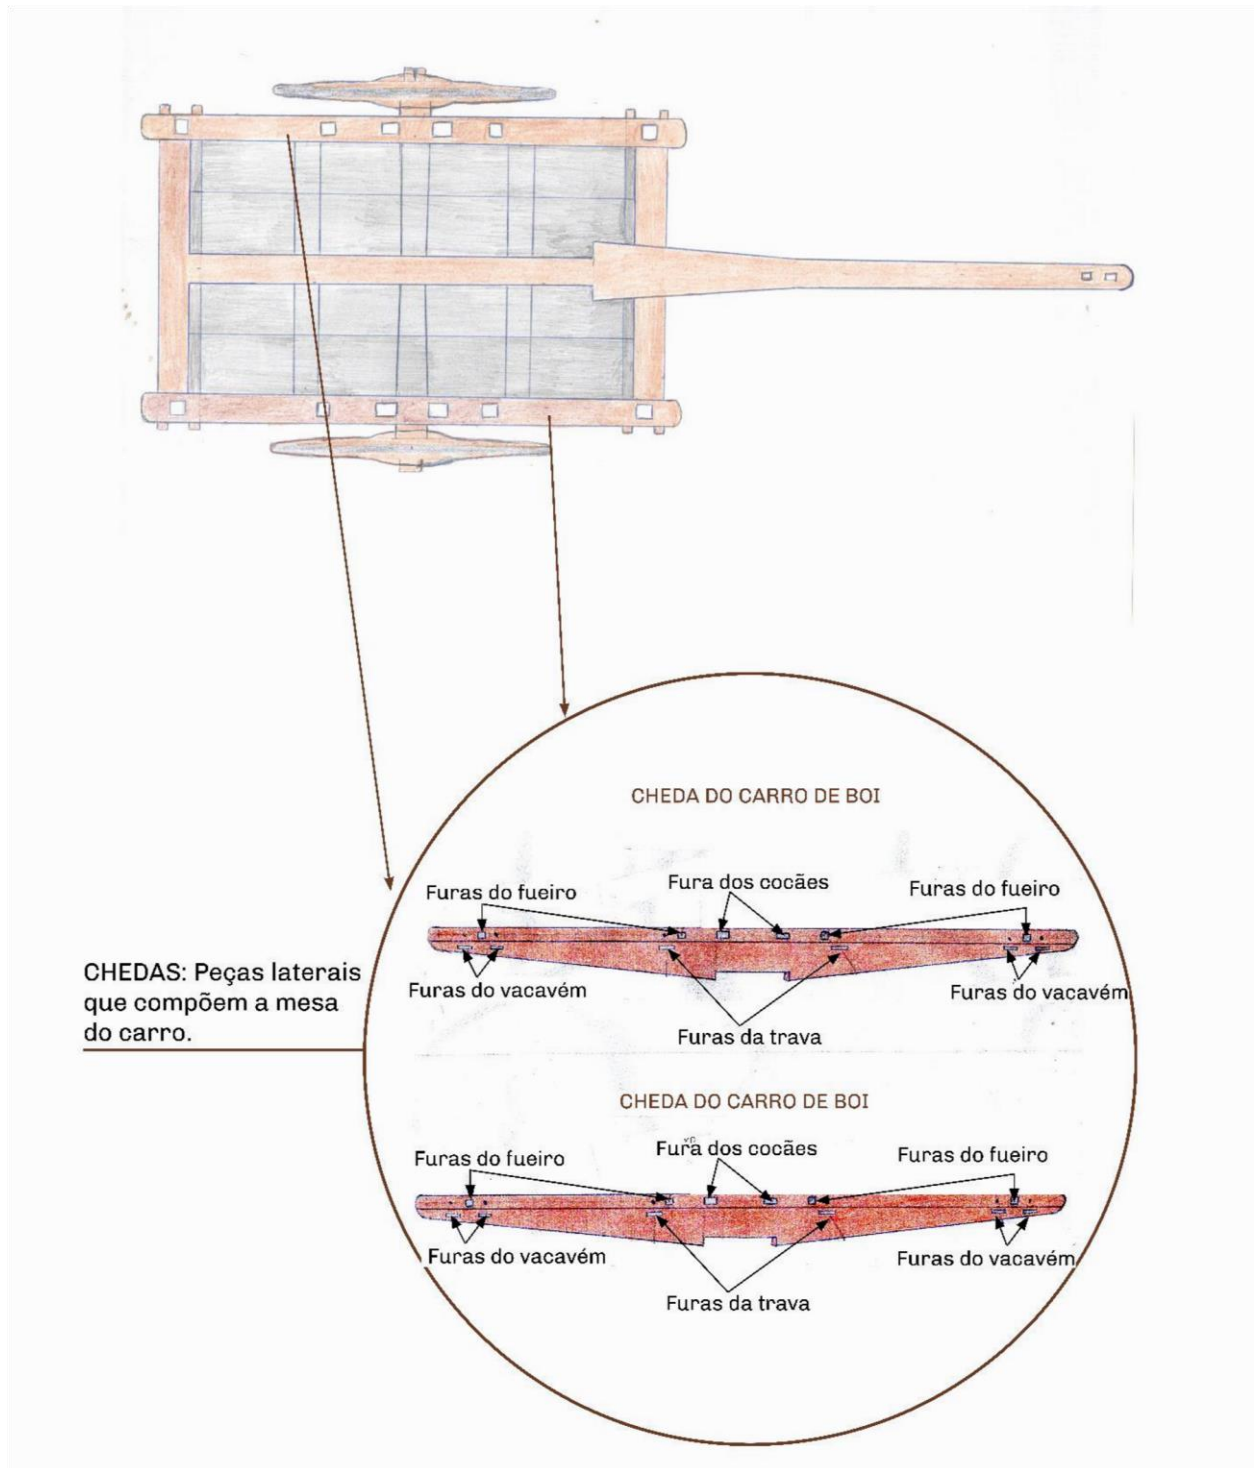 CHEDA DO CARRO DE BOI
Fura dos cocães
Furas do fueiro
Furas do fueiro
CHEDAS: Peças laterais
que compõem a mesa
do carro.
Furas do vacavém
Furas do vacavém
Furas da trava
CHEDA DO CARRO DE BOI
Fura dos cocães
Furas do fueiro
Furas do fueiro
Furas do vacavém
Furas do vacavém
Furas da trava